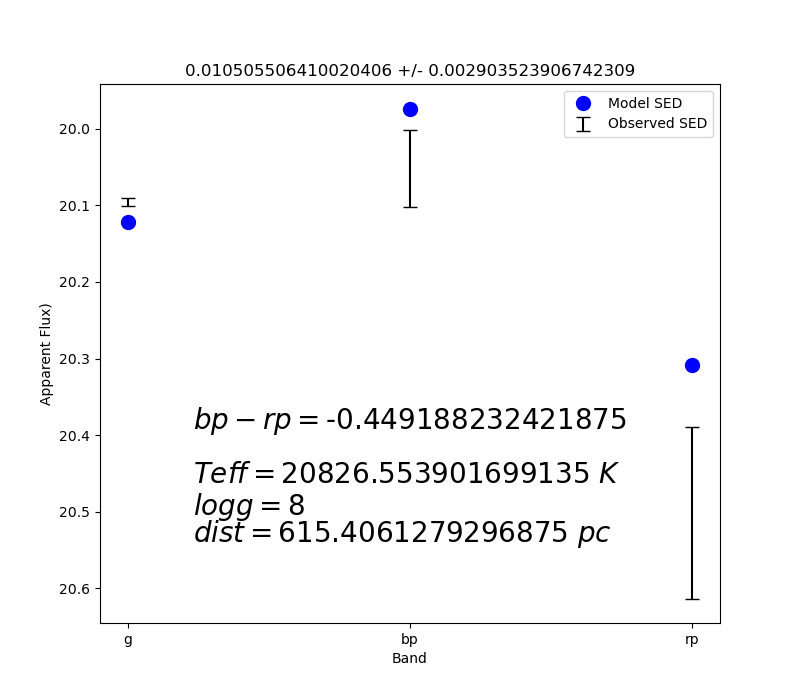 0.010505506410020406 +/- 0.002903523906742309
Model SED
Observed SED
20.0
20.1
20.2
20.3
20.4
20.5
20.6
Apparent Flux)
bp − rp = -0.449188232421875
Teff = 20826.553901699135 K
logg = 8
dist = 615.4061279296875 pc
g bp rp
Band